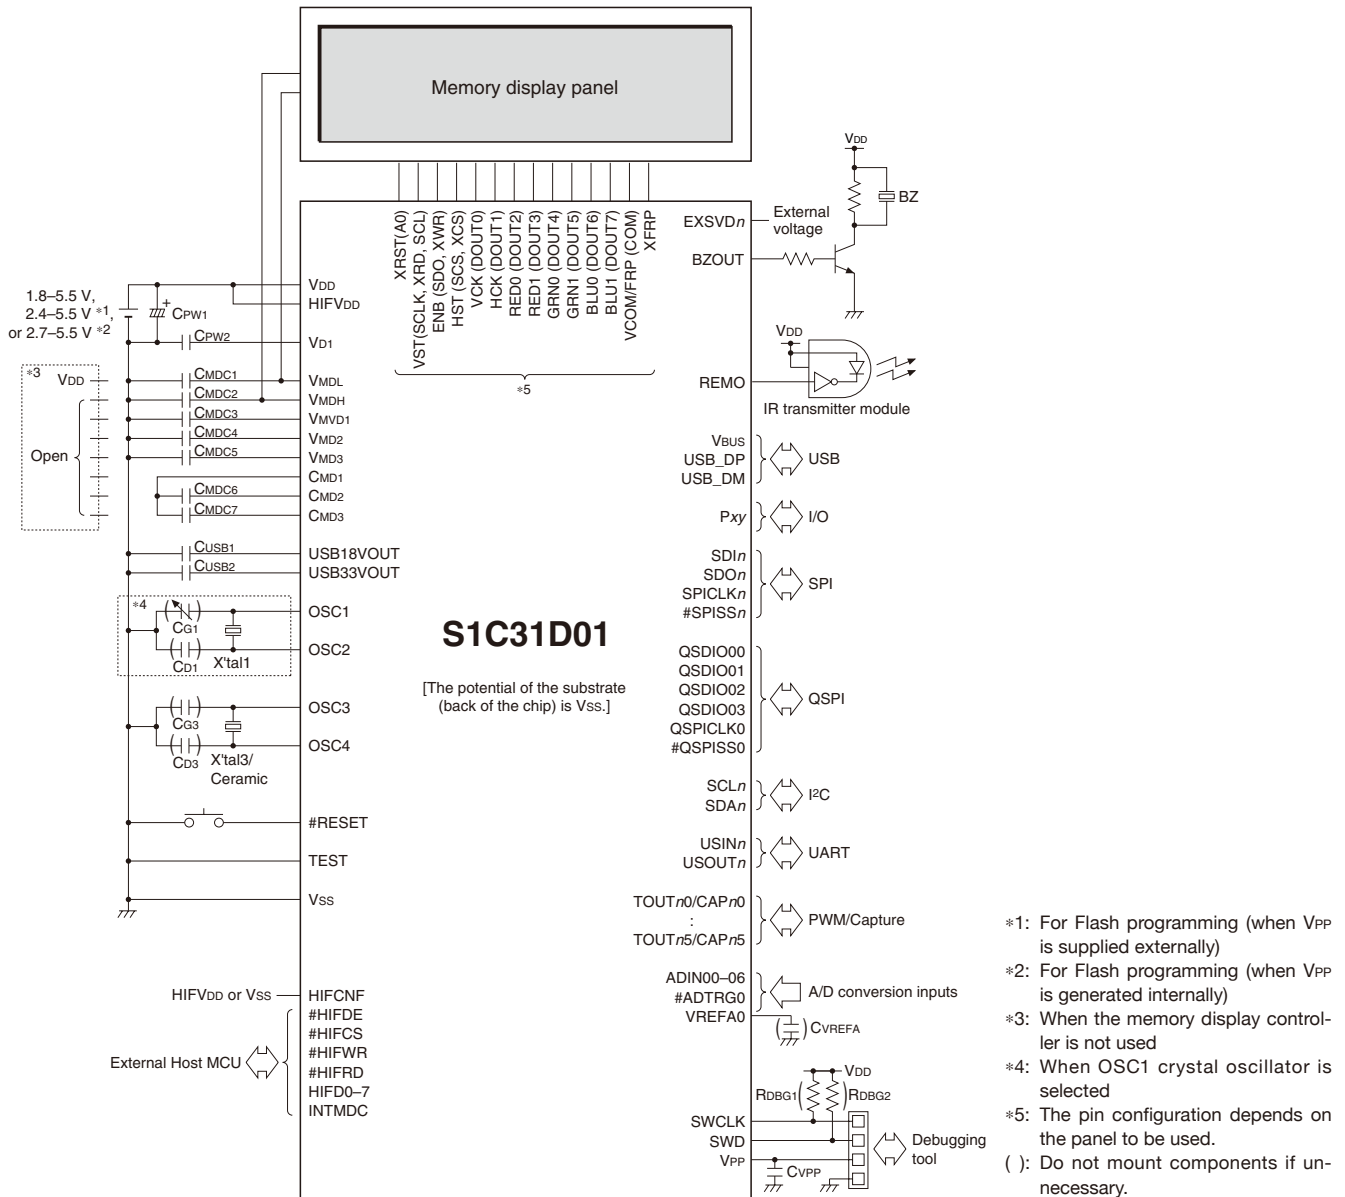 Memory display panel
XRST(A0)
VST(SCLK, XRD, SCL)
ENB (SDO, XWR)
HST (SCS, XCS)
VCK (DOUT0)
HCK (DOUT1)
RED0 (DOUT2)
RED1 (DOUT3)
GRN0 (DOUT4)
GRN1 (DOUT5)
BLU0 (DOUT6)
BLU1 (DOUT7)
VCOM/FRP (COM)
XFRP
*5
1.8–5.5 V,
2.4–5.5 V *1,
or 2.7–5.5 V *2
+
CPW1
CPW2
*3
VDD
Open
CMDC1
CMDC2
CMDC3
CMDC4
CMDC5
CMDC6
CMDC7
CUSB1
CUSB2
*4
CG1
CD1
X'tal1
CG3
CD3
X'tal3/
Ceramic
VDD
HIFVDD
VD1
VMDL
VMDH
VMVD1
VMD2
VMD3
CMD1
CMD2
CMD3
USB18VOUT
USB33VOUT
OSC1
OSC2
OSC3
OSC4
#RESET
TEST
VSS
HIFVDD or VSS
HIFCNF
External Host MCU
#HIFDE
#HIFCS
#HIFWR
#HIFRD
HIFD0–7
INTMDC
S1C31D01
[The potential of the substrate
(back of the chip) is VSS.]
EXSVDn
External
voltage
BZOUT
VDD
BZ
REMO
VDD
IR transmitter module
VBUS
USB_DP
USB_DM
USB
Pxy
I/O
SDIn
SDOn
SPICLKn
#SPISSn
SPI
QSDIO00
QSDIO01
QSDIO02
QSDIO03
QSPICLK0
#QSPISS0
QSPI
SCLn
SDAn
I2C
USINn
USOUTn
UART
TOUTn0/CAPn0
:
TOUTn5/CAPn5
PWM/Capture
ADIN00–06
#ADTRG0
A/D conversion inputs
VREFA0
( ) CVREFA
VDD
RDBG1( )RDBG2
SWCLK
SWD
VPP
CVPP
Debugging
tool
*1: For Flash programming (when VPP
is supplied externally)
*2: For Flash programming (when VPP
is generated internally)
*3: When the memory display control-
ler is not used
*4: When OSC1 crystal oscillator is
selected
*5: The pin configuration depends on
the panel to be used.
( ): Do not mount components if un-
necessary.